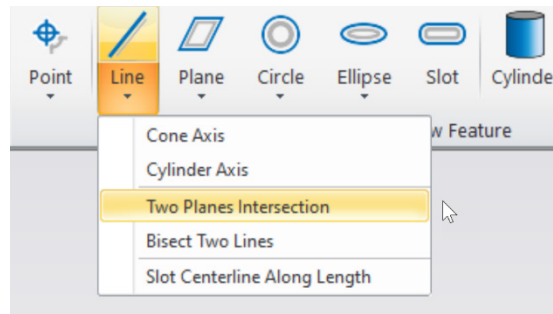 Point Line Plane Circle Ellipse Slot Cylinde
w Feature
Cone Axis
Cylinder Axis
Two Planes Intersection
Bisect Two Lines
Slot Centerline Along Length